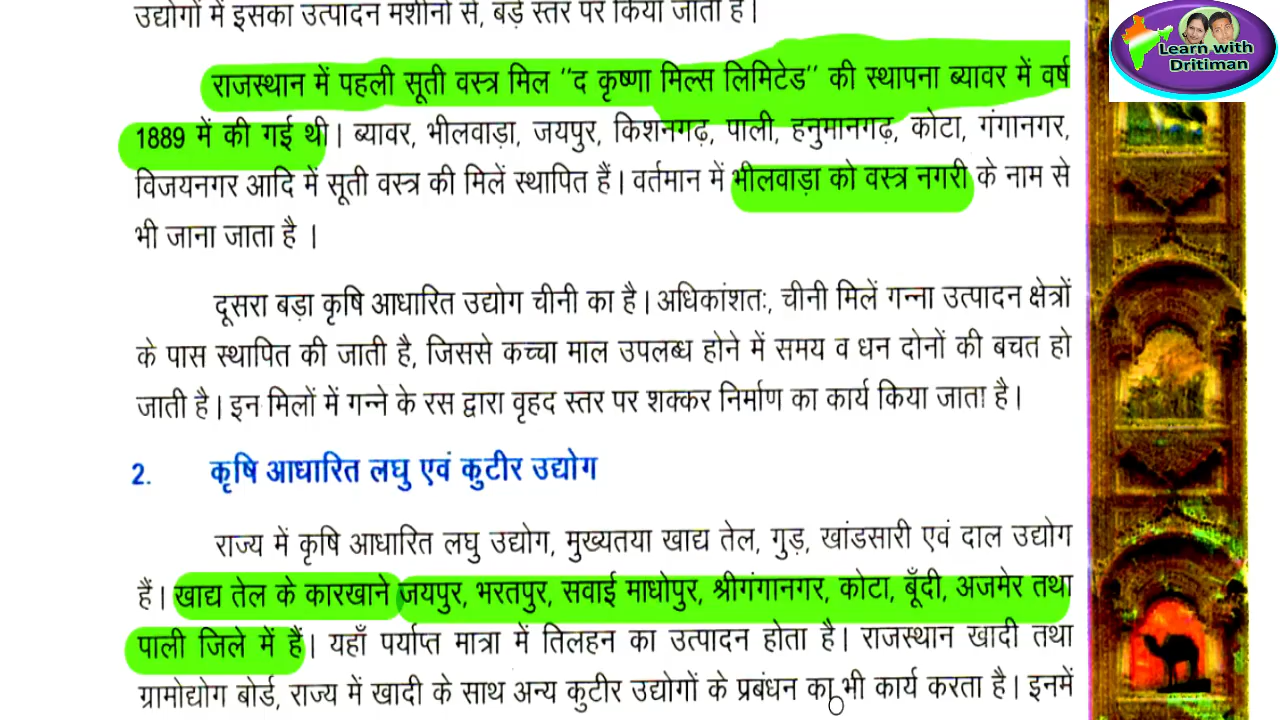 उद्योगों में इसका उत्पादन मशीनों से, बड़े स्तर पर किया जाता है।
Learn with
Dritiman
राजस्थान में पहली सूती वस्त्र मिल "द कृष्णा मिल्स लिमिटेड" की स्थापना ब्यावर में वर्ष
1889 में की गई थी। ब्यावर, भीलवाड़ा, जयपुर, किशनगढ़, पाली, हनुमानगढ़, कोटा, गंगानगर,
विजयनगर आदि में सूती वस्त्र की मिलें स्थापित हैं। वर्तमान में भीलवाड़ा को वस्त्र नगरी के नाम से
भी जाना जाता है ।
दूसरा बड़ा कृषि आधारित उद्योग चीनी का है। अधिकांशतः, चीनी मिलें गन्ना उत्पादन क्षेत्रों
के पास स्थापित की जाती है, जिससे कच्चा माल उपलब्ध होने में समय व धन दोनों की बचत हो
जाती है। इन मिलों में गन्ने के रस द्वारा वृहद स्तर पर शक्कर निर्माण का कार्य किया जाता है।
2. कृषि आधारित लघु एवं कुटीर उद्योग
राज्य में कृषि आधारित लघु उद्योग, मुख्यतया खाद्य तेल, गुड़, खांडसारी एवं दाल उद्योग
हैं। खाद्य तेल के कारखाने जयपुर, भरतपुर, सवाई माधोपुर, श्रीगंगानगर, कोटा, बूँदी, अजमेर तथा
पाली जिले में हैं। यहाँ पर्याप्त मात्रा में तिलहन का उत्पादन होता है। राजस्थान खादी तथा
ग्रामोद्योग बोर्ड, राज्य में खादी के साथ अन्य कुटीर उद्योगों के प्रबंधन का भी कार्य करता है। इनमें